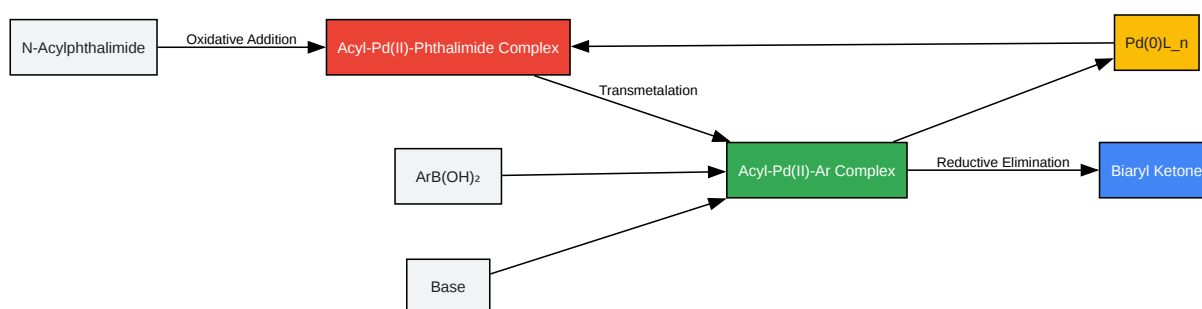 N-Acylphthalimide
Oxidative Addition
Acyl-Pd(II)-Phthalimide Complex
Pd(0)L_n
Transmetalation
ArB(OH)₂
Acyl-Pd(II)-Ar Complex
Reductive Elimination
Biaryl Ketone
Base